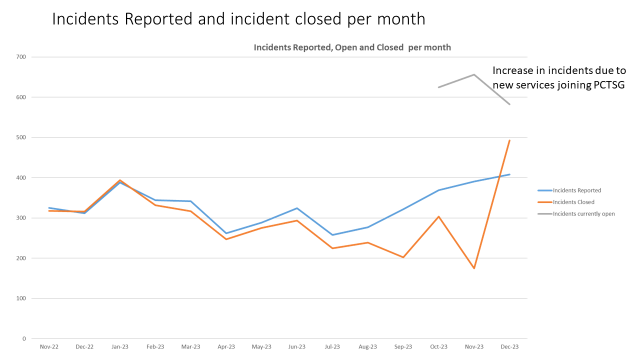 Incidents Reported and incident closed per month
Incidents Reported, Open and Closed per month
Increase in incidents due to
new services joining PCTSG
700
600
500
400
300
200
100
0
Nov-22 Dec-22 Jan-23 Feb-23 Mar-23 Apr-23 May-23 Jun-23 Jul-23 Aug-23 Sep-23 Oct-23 Nov-23 Dec-23
Incidents Reported
Incidents Closed
Incidents currently open